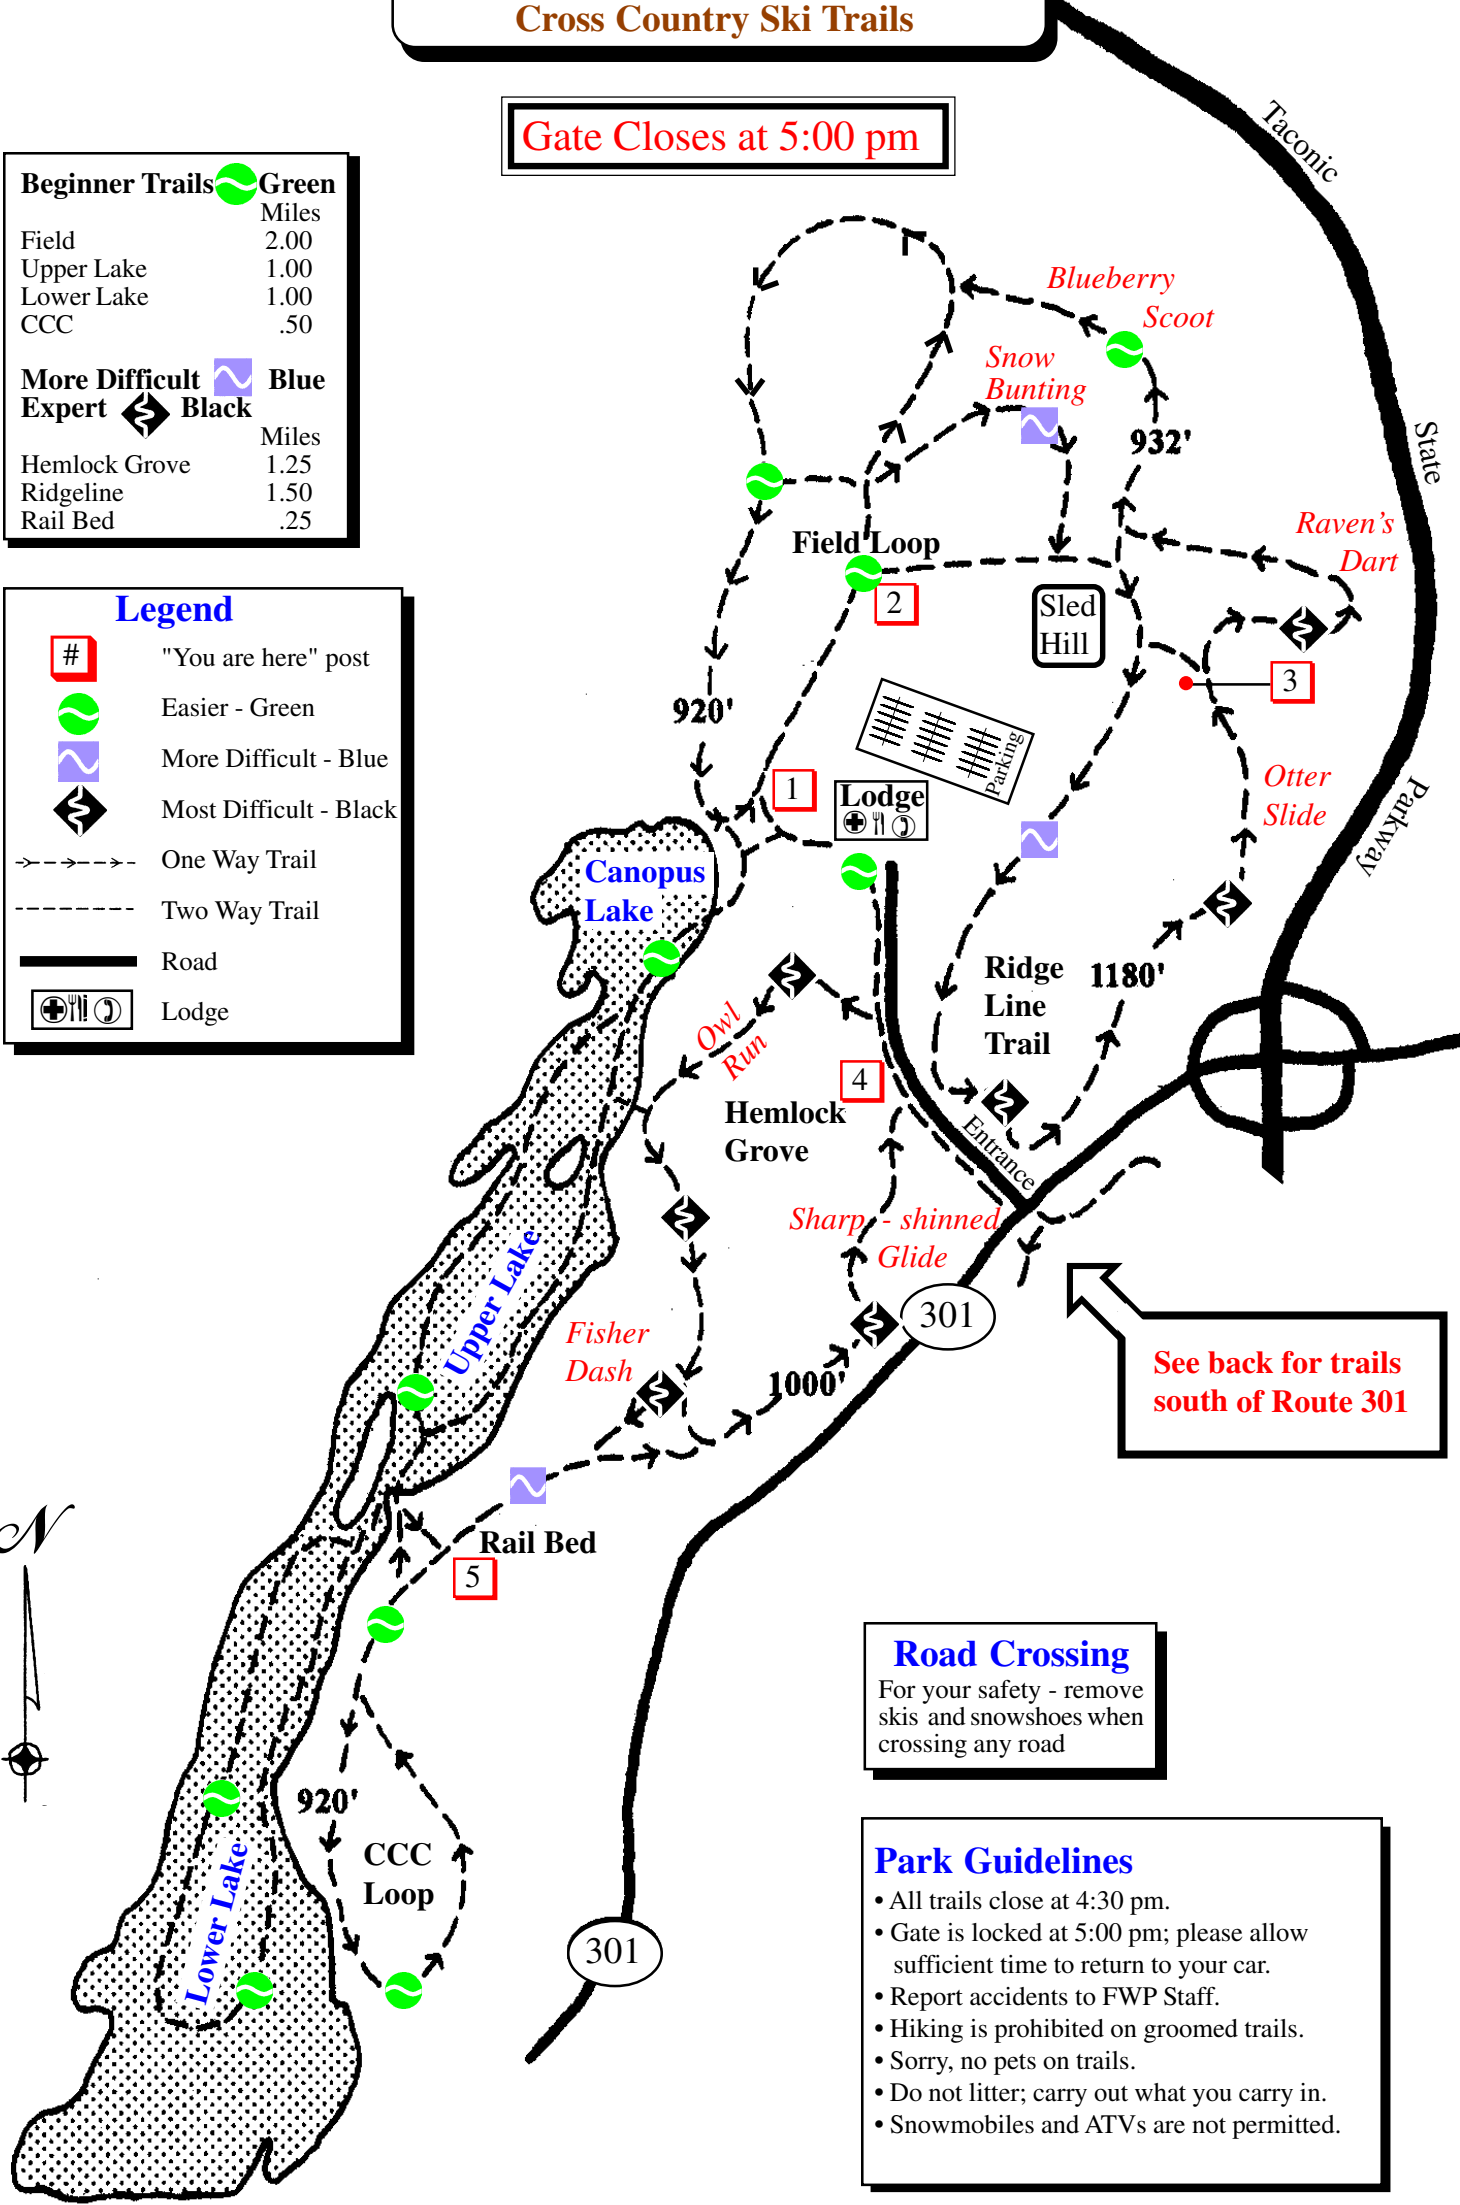 Cross Country Ski Trails
Gate Closes at 5:00 pm
Beginner Trails Green
Miles
Field 2.00
Upper Lake 1.00
Lower Lake 1.00
CCC .50
More Difficult Blue
Expert Black
Miles
Hemlock Grove 1.25
Ridgeline 1.50
Rail Bed .25
Legend
# "You are here" post
Easier - Green
More Difficult - Blue
Most Difficult - Black
One Way Trail
Two Way Trail
Road
Lodge
Taconic
State
Parkway
Blueberry
Scoot
Snow
Bunting
932'
Raven's
Dart
Field Loop
2
Sled
Hill
3
920'
Parking
1
Lodge
Otter
Slide
Canopus
Lake
Ridge
Line
Trail
1180'
Owl
Run
4
Hemlock
Grove
Entrance
Sharp - shinned
Glide
Upper Lake
301
Fisher
Dash
1000'
See back for trails
south of Route 301
N
Rail Bed
5
920'
CCC
Loop
Lower Lake
301
Road Crossing
For your safety - remove
skis and snowshoes when
crossing any road
Park Guidelines
• All trails close at 4:30 pm.
• Gate is locked at 5:00 pm; please allow
sufficient time to return to your car.
• Report accidents to FWP Staff.
• Hiking is prohibited on groomed trails.
• Sorry, no pets on trails.
• Do not litter; carry out what you carry in.
• Snowmobiles and ATVs are not permitted.